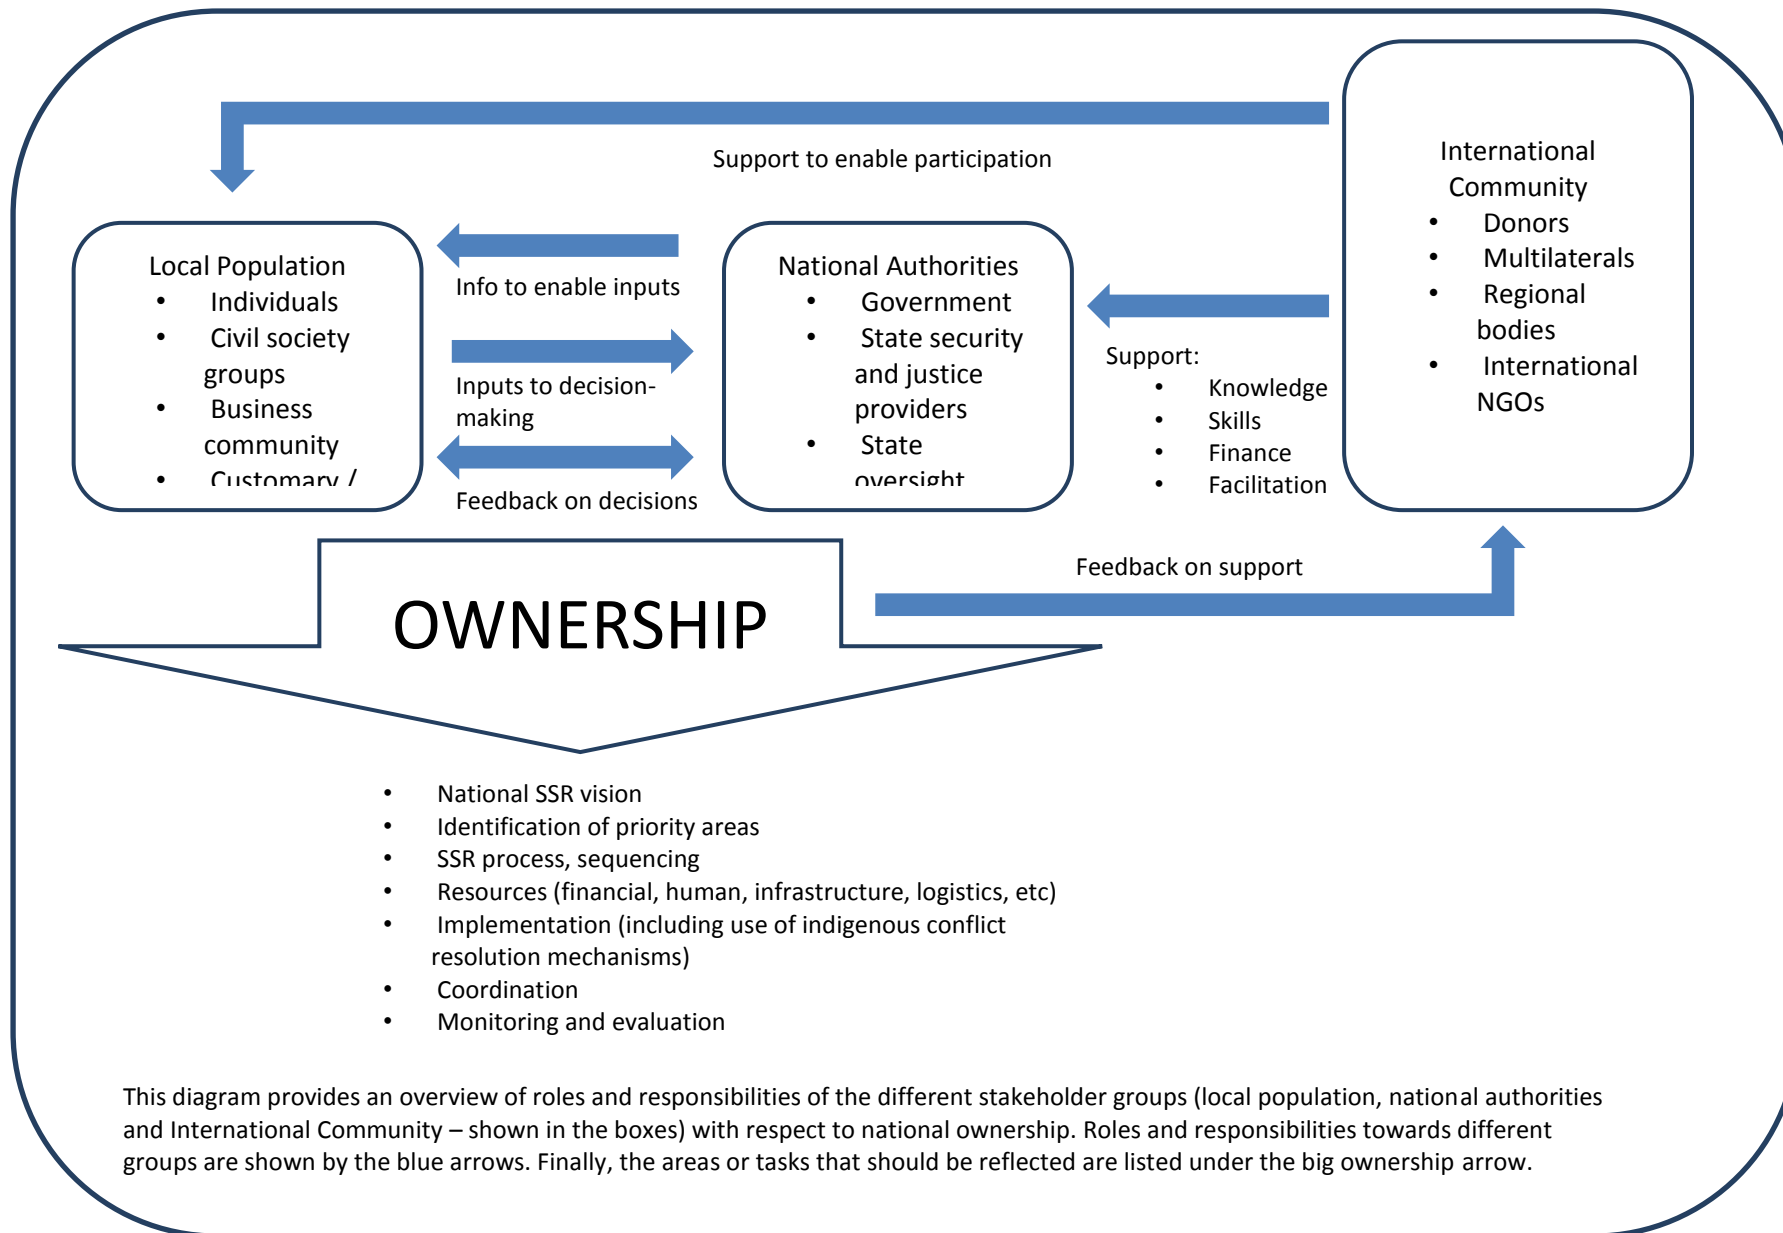 Support to enable participation
International
Community
• Donors
• Multilaterals
• Regional
bodies
• International
NGOs
Local Population
• Individuals
• Civil society
groups
• Business
community
• Customary /
Info to enable inputs
Inputs to decision-
making
Feedback on decisions
National Authorities
• Government
• State security
and justice
providers
• State
oversight
Support:
• Knowledge
• Skills
• Finance
• Facilitation
Feedback on support
OWNERSHIP
• National SSR vision
• Identification of priority areas
• SSR process, sequencing
• Resources (financial, human, infrastructure, logistics, etc)
• Implementation (including use of indigenous conflict
resolution mechanisms)
• Coordination
• Monitoring and evaluation
This diagram provides an overview of roles and responsibilities of the different stakeholder groups (local population, national authorities
and International Community – shown in the boxes) with respect to national ownership. Roles and responsibilities towards different
groups are shown by the blue arrows. Finally, the areas or tasks that should be reflected are listed under the big ownership arrow.